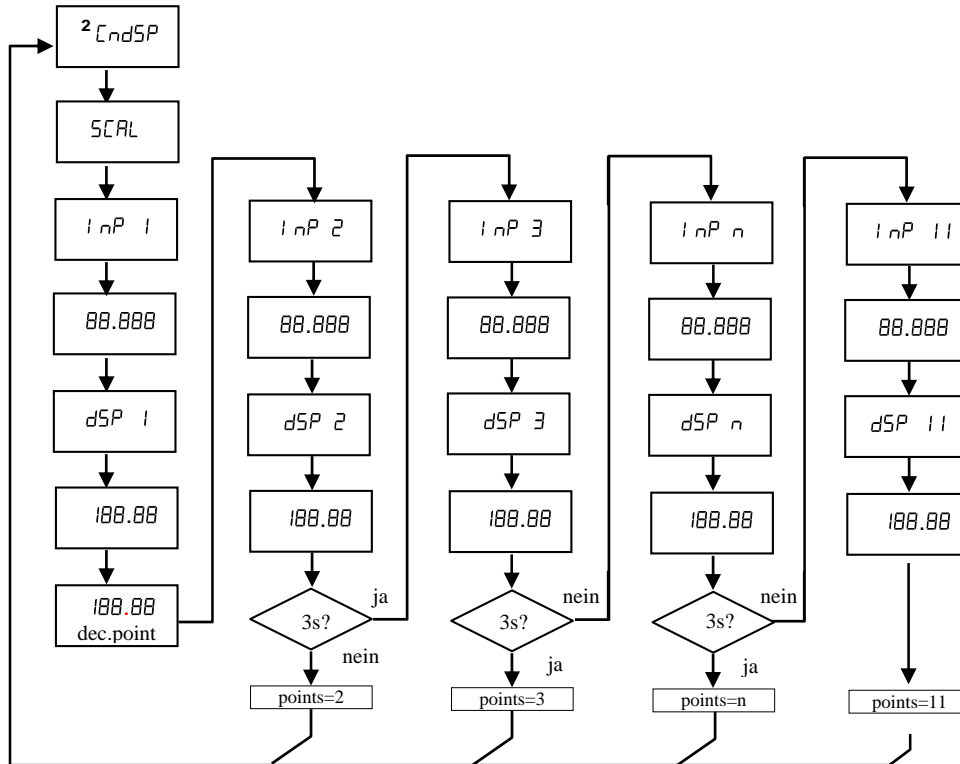 ² CndSP
SCAL
InP 1
88.888
dSP 1
188.88
188.88
dec.point
InP 2
88.888
dSP 2
188.88
3s?
ja
nein
points=2
InP 3
88.888
dSP 3
188.88
3s?
nein
ja
points=3
InP n
88.888
dSP n
188.88
3s?
nein
ja
points=n
InP 11
88.888
dSP 11
188.88
points=11